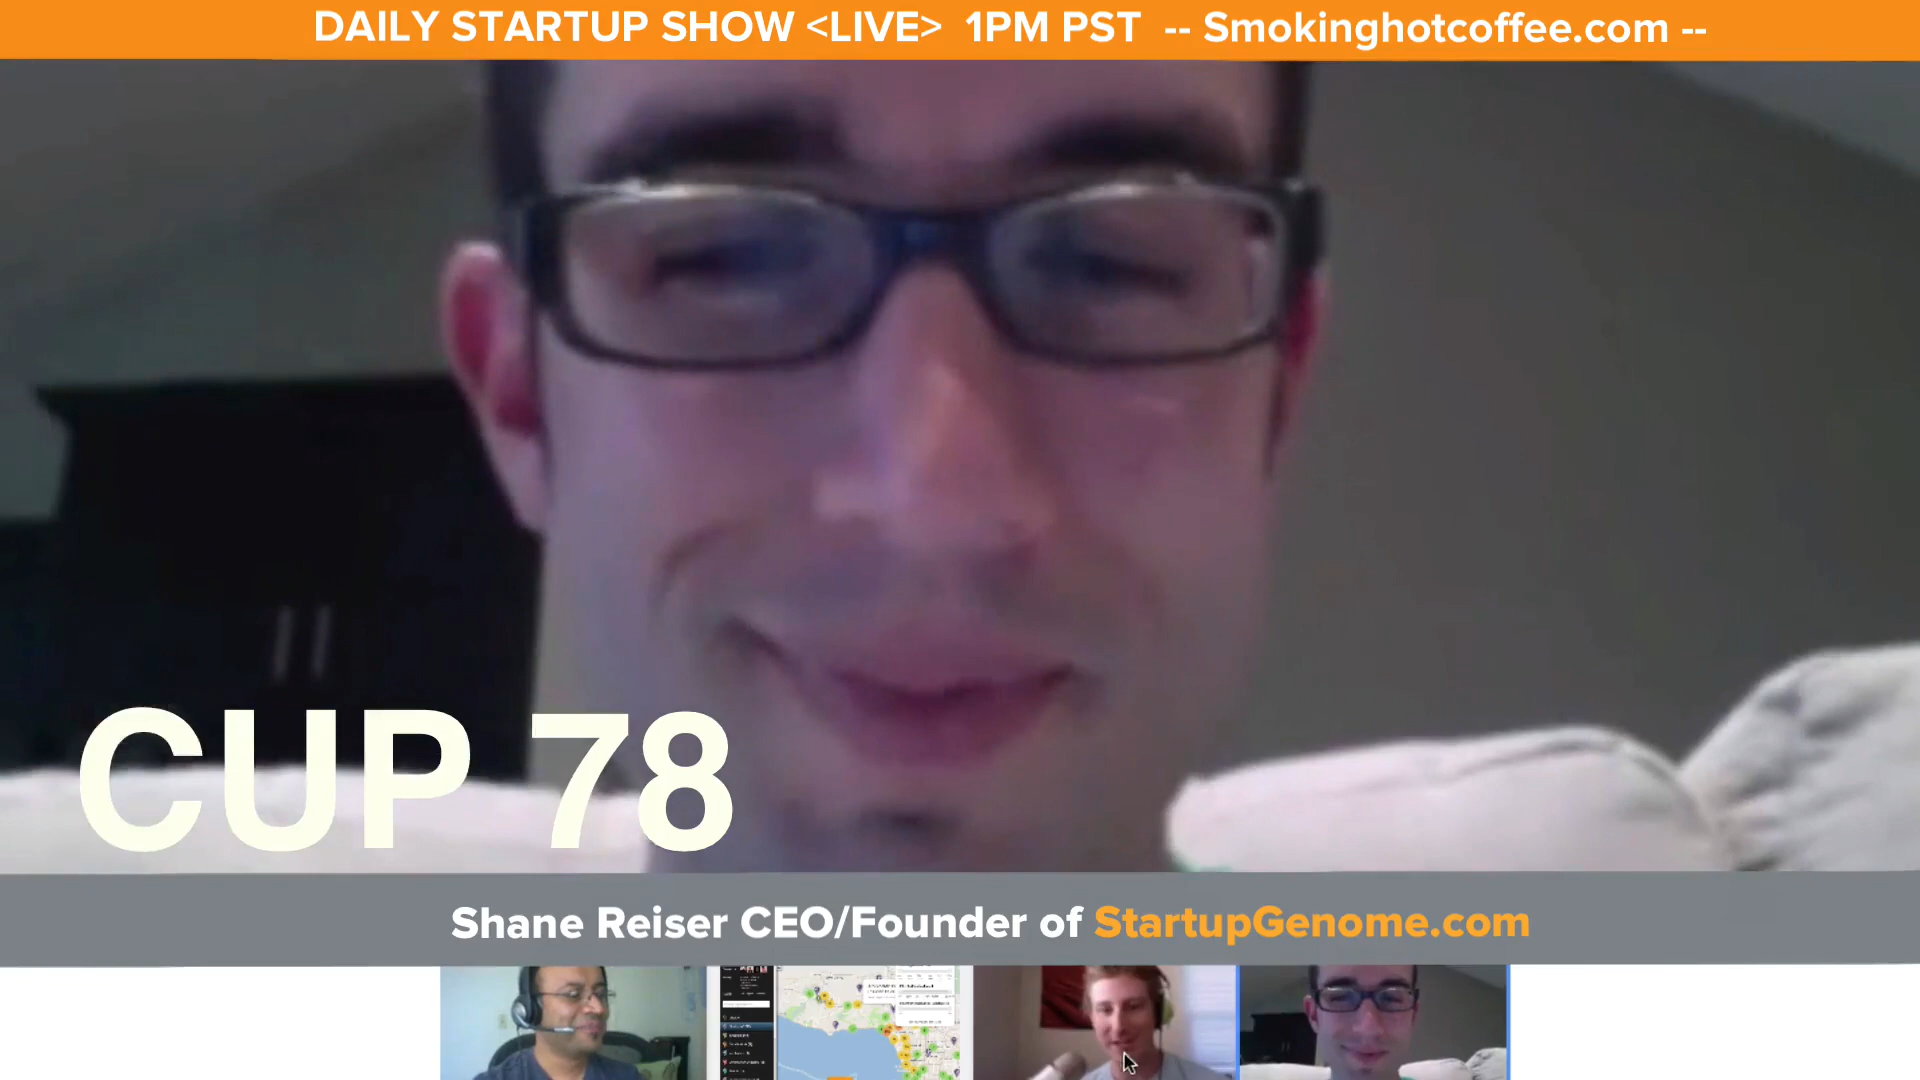 DAILY STARTUP SHOW <LIVE> 1PM PST -- Smokinghotcoffee.com --
CUP 78
Shane Reiser CEO/Founder of StartupGenome.com